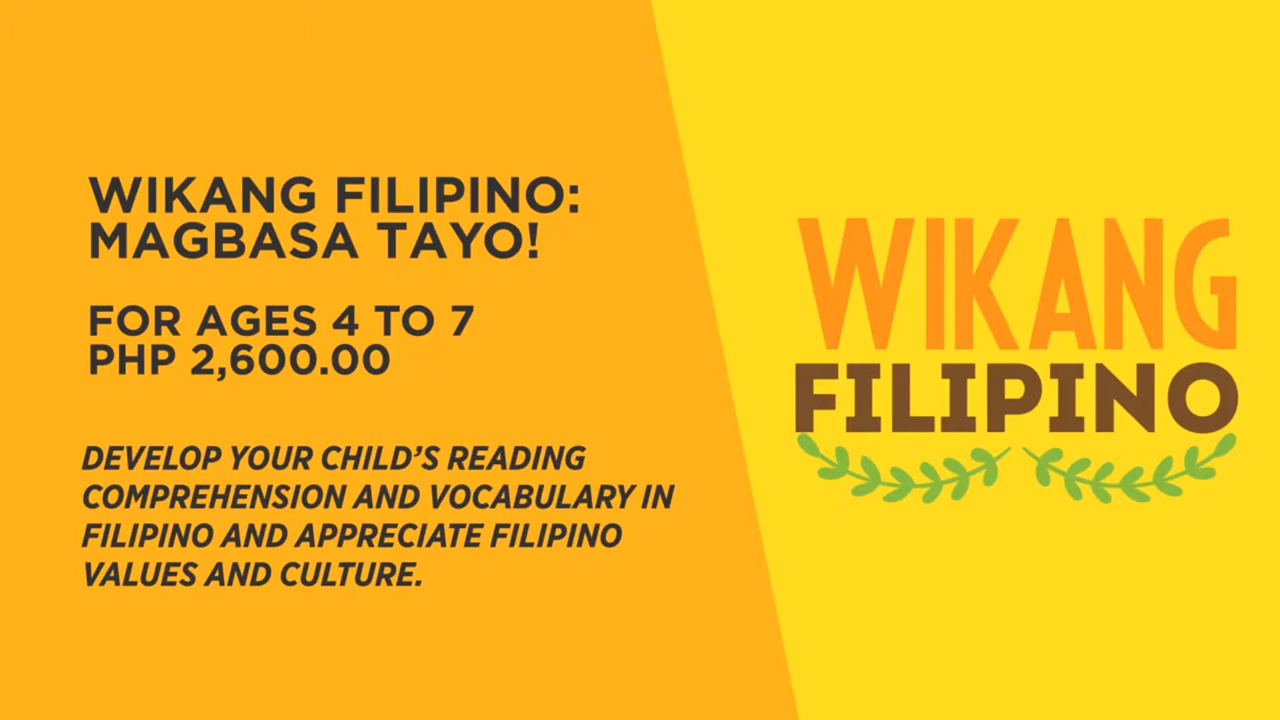 WIKANG FILIPINO:
MAGBASA TAYO!
FOR AGES 4 TO 7
PHP 2,600.00
DEVELOP YOUR CHILD'S READING
COMPREHENSION AND VOCABULARY IN
FILIPINO AND APPRECIATE FILIPINO
VALUES AND CULTURE.
WIKANG
FILIPINO